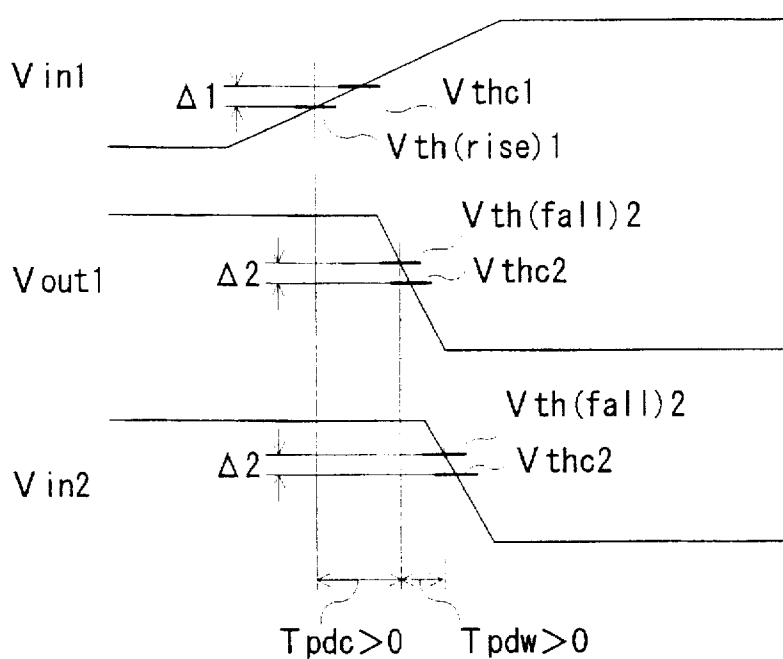 Vin1
Δ1
Vthc1
Vth(rise)1
Vth(fall)2
Vout1
Δ2
Vthc2
Vth(fall)2
Vin2
Δ2
Vthc2
Tpdc>0
Tpdw>0